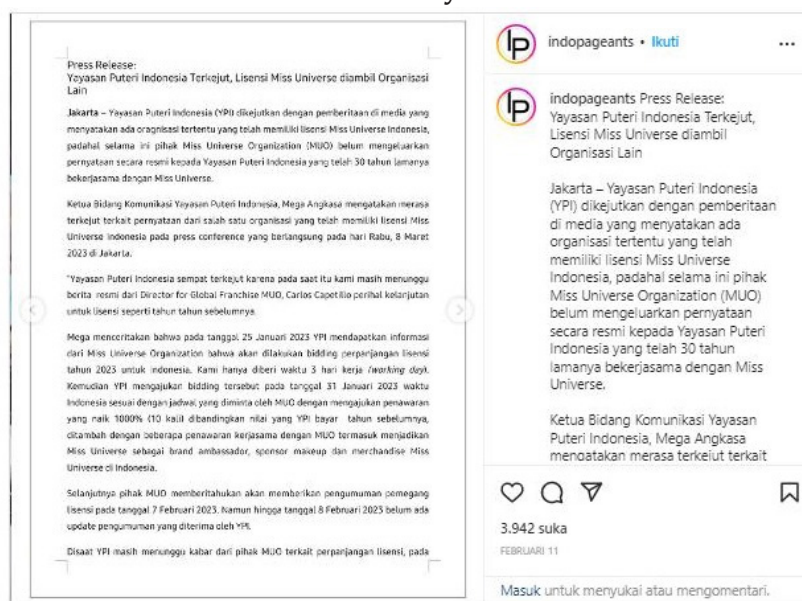 Press Release:
Yayasan Puteri Indonesia Terkejut, Lisensi Miss Universe diambil Organisasi
Lain
Jakarta – Yayasan Puteri Indonesia (YPI) dikejutkan dengan pemberitaan di media yang
menyatakan ada oragnisasi tertentu yang telah memiliki lisensi Miss Universe Indonesia,
padahal selama ini pihak Miss Universe Organization (MUO) belum mengeluarkan
pernyataan secara resmi kepada Yayasan Puteri Indonesia yang telah 30 tahun lamanya
bekerjasama dengan Miss Universe.
Ketua Bidang Komunikasi Yayasan Puteri Indonesia, Mega Angkasa mengatakan merasa
terkejut terkait pernyataan dari salah satu organisasi yang telah memiliki lisensi Miss
Universe Indonesia pada press conference yang berlangsung pada hari Rabu, 8 Maret
2023 di Jakarta.
"Yayasan Puteri Indonesia sempat terkejut karena pada saat itu kami masih menunggu
berita resmi dari Director for Global Franchise MUO, Carlos Capetillo perihal kelanjutan
untuk lisensi seperti tahun tahun sebelumnya.
Mega menceritakan bahwa pada tanggal 25 Januari 2023 YPI mendapatkan informasi
dari Miss Universe Organization bahwa akan dilakukan bidding perpanjangan lisensi
tahun 2023 untuk Indonesia. Kami hanya diberi waktu 3 hari kerja (working day).
Kemudian YPI mengajukan bidding tersebut pada tanggal 31 Januari 2023 waktu
Indonesia sesuai dengan jadwal yang diminta oleh MUO dengan mengajukan penawaran
yang naik 1000% (10 kali) dibandingkan nilai yang YPI bayar tahun sebelumnya,
ditambah dengan beberapa penawaran kerjasama dengan MUO termasuk menjadikan
Miss Universe sebagai brand ambassador, sponsor makeup dan merchandise Miss
Universe di Indonesia.
Selanjutnya pihak MUO memberitahukan akan memberikan pengumuman pemegang
lisensi pada tanggal 7 Februari 2023. Namun hingga tanggal 8 Februari 2023 belum ada
update pengumuman yang diterima oleh YPI.
Disaat YPI masih menunggu kabar dari pihak MUO terkait perpanjangan lisensi, pada
indopageants • Ikuti
indopageants Press Release:
Yayasan Puteri Indonesia Terkejut,
Lisensi Miss Universe diambil
Organisasi Lain
Jakarta – Yayasan Puteri Indonesia
(YPI) dikejutkan dengan pemberitaan
di media yang menyatakan ada
organisasi tertentu yang telah
memiliki lisensi Miss Universe
Indonesia, padahal selama ini pihak
Miss Universe Organization (MUO)
belum mengeluarkan pernyataan
secara resmi kepada Yayasan Puteri
Indonesia yang telah 30 tahun
lamanya bekerjasama dengan Miss
Universe.
Ketua Bidang Komunikasi Yayasan
Puteri Indonesia, Mega Angkasa
mengatakan merasa terkejut terkait
3.942 suka
FEBRUARI 11
Masuk untuk menyukai atau mengomentari.